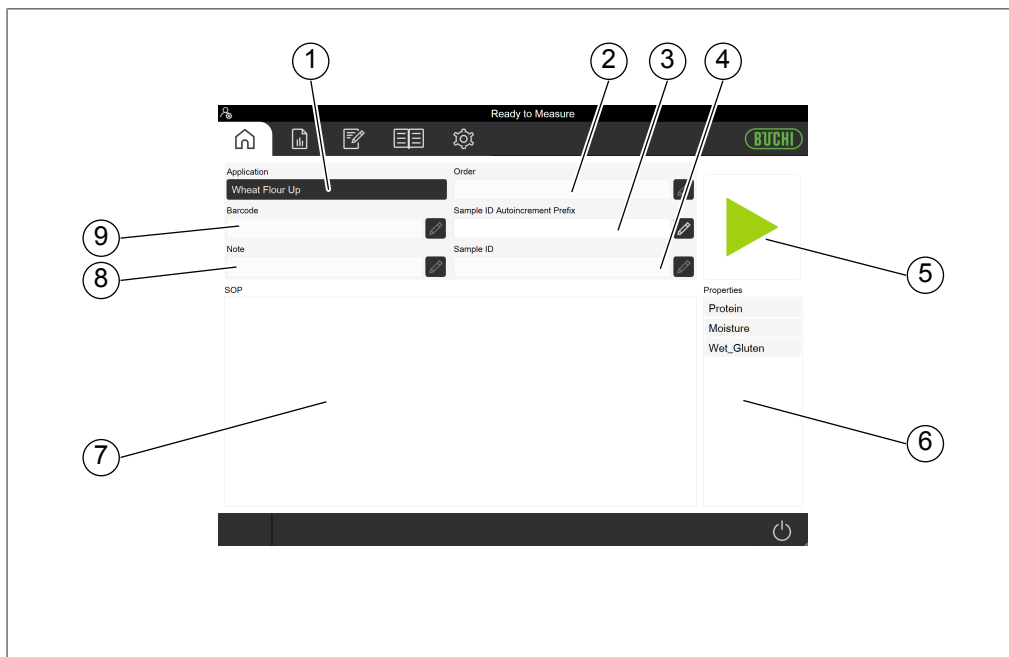 1
2
3
4
Ready to Measure
BÜCHI
Application
Order
Wheat Flour Up
Barcode
Sample ID Autoincrement Prefix
9
Note
Sample ID
8
5
SOP
Properties
Protein
Moisture
Wet_Gluten
7
6